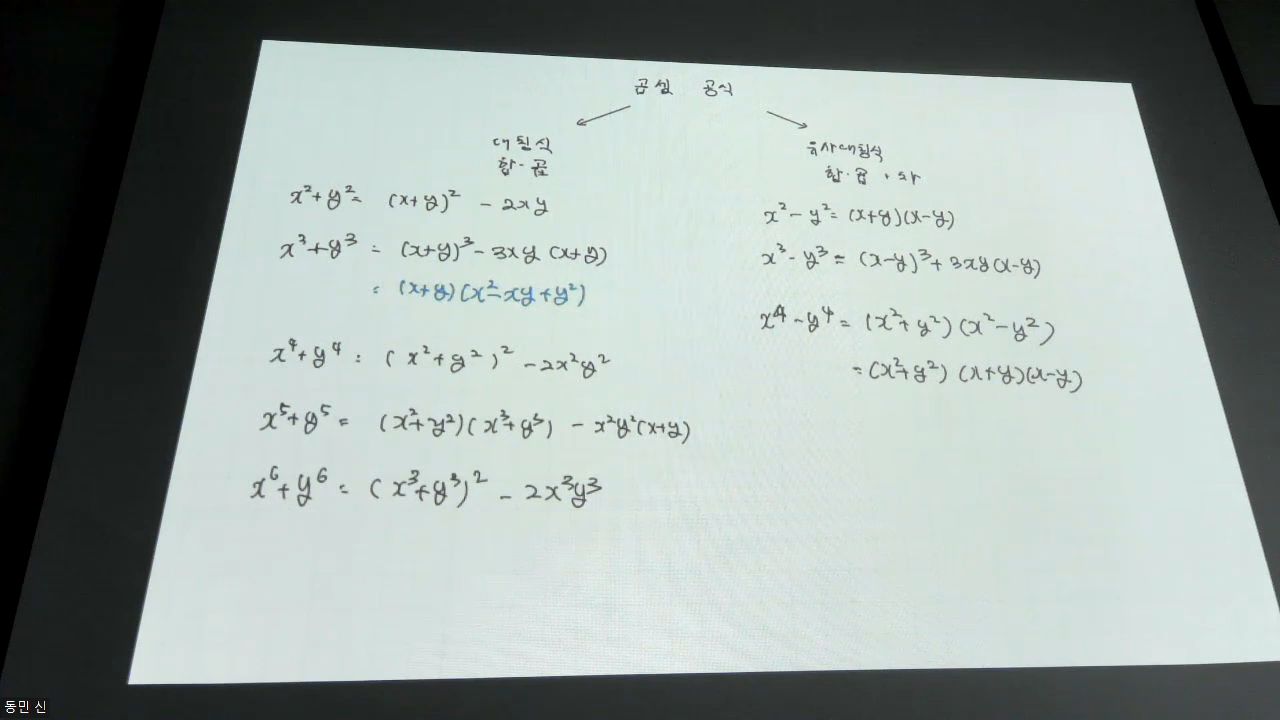 곱셈 공식
대칭식
합·곱
x²+y²= (x+y)² - 2xy
x³+y³ = (x+y)³ - 3xy (x+y)
= (x+y)(x²-xy+y²)
x⁴+y⁴ = (x²+y²)² - 2x²y²
x⁵+y⁵ = (x²+y²)(x³+y³) - x²y²(x+y)
x⁶+y⁶ = (x³+y³)² - 2x³y³
유사대칭식
합·곱·차
x²-y²= (x+y)(x-y)
x³-y³ = (x-y)³+3xy(x-y)
x⁴-y⁴ = (x²+y²)(x²-y²)
= (x²+y²)(x+y)(x-y)
동민 신